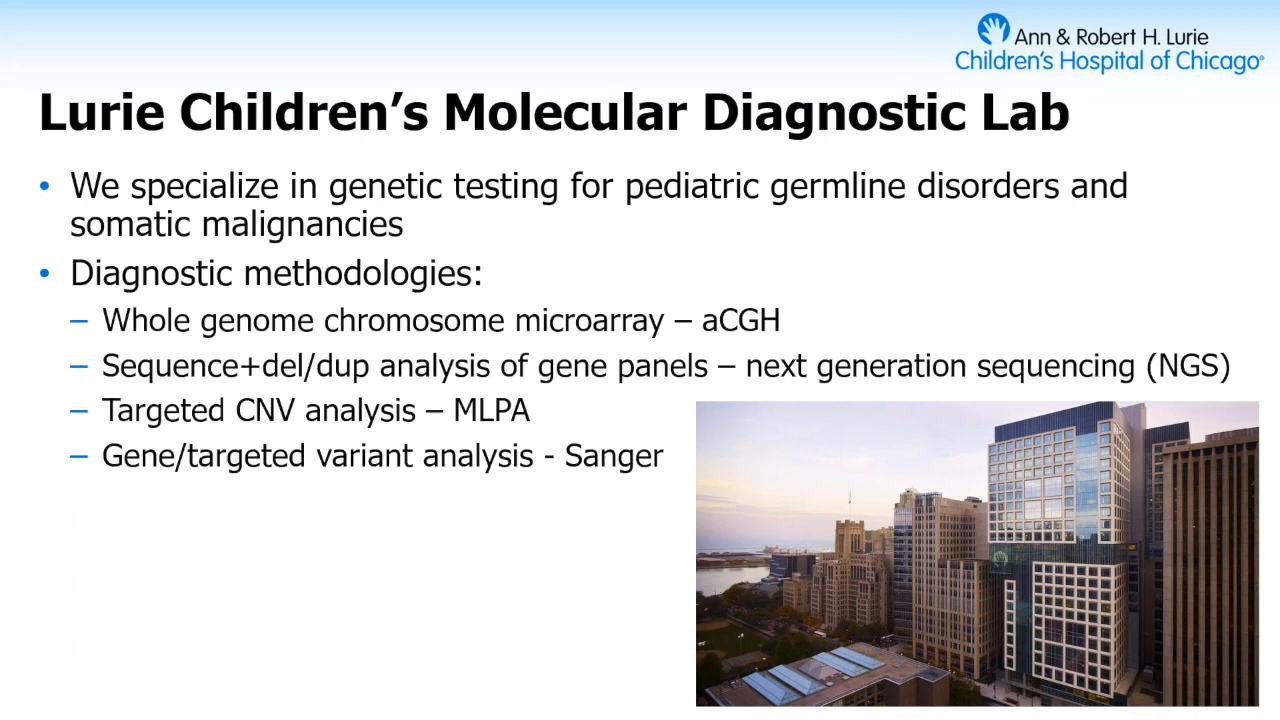 Ann & Robert H. Lurie
Children's Hospital of Chicago®
Lurie Children’s Molecular Diagnostic Lab
• We specialize in genetic testing for pediatric germline disorders and
somatic malignancies
• Diagnostic methodologies:
– Whole genome chromosome microarray – aCGH
– Sequence+del/dup analysis of gene panels – next generation sequencing (NGS)
– Targeted CNV analysis – MLPA
– Gene/targeted variant analysis - Sanger